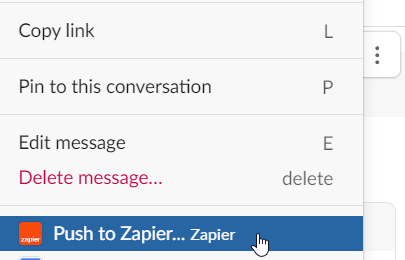 Copy link L
Pin to this conversation P
Edit message E
Delete message... delete
zapier Push to Zapier... Zapier